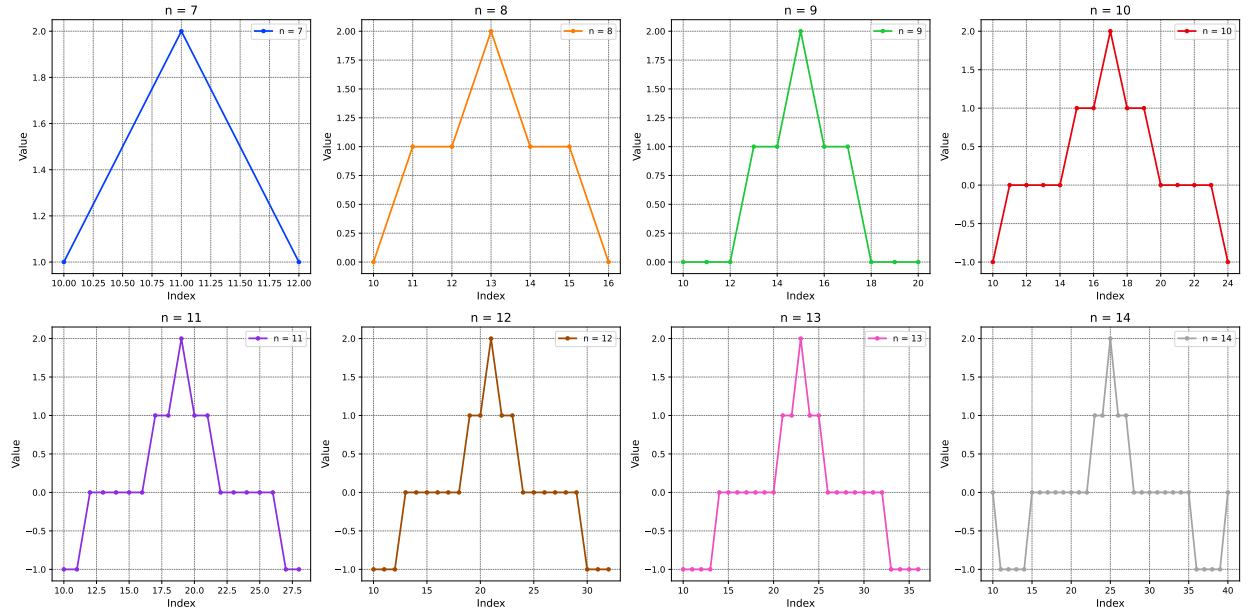 n = 7
n = 7
Value
2.0
1.8
1.6
1.4
1.2
1.0
10.00 10.25 10.50 10.75 11.00 11.25 11.50 11.75 12.00
Index
n = 8
n = 8
Value
2.00
1.75
1.50
1.25
1.00
0.75
0.50
0.25
0.00
10 11 12 13 14 15 16
Index
n = 9
n = 9
Value
2.00
1.75
1.50
1.25
1.00
0.75
0.50
0.25
0.00
10 12 14 16 18 20
Index
n = 10
n = 10
Value
2.0
1.5
1.0
0.5
0.0
−0.5
−1.0
10 12 14 16 18 20 22 24
Index
n = 11
n = 11
Value
2.0
1.5
1.0
0.5
0.0
−0.5
−1.0
10.0 12.5 15.0 17.5 20.0 22.5 25.0 27.5
Index
n = 12
n = 12
Value
2.0
1.5
1.0
0.5
0.0
−0.5
−1.0
10 15 20 25 30
Index
n = 13
n = 13
Value
2.0
1.5
1.0
0.5
0.0
−0.5
−1.0
10 15 20 25 30 35
Index
n = 14
n = 14
Value
2.0
1.5
1.0
0.5
0.0
−0.5
−1.0
10 15 20 25 30 35 40
Index